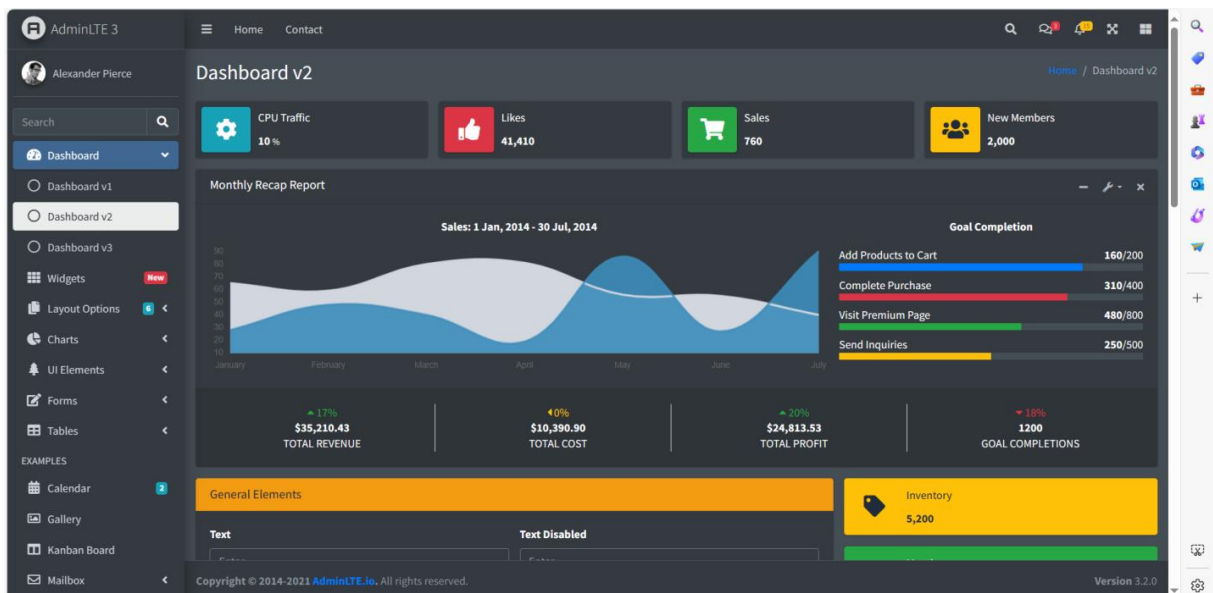 AdminLTE 3
Home Contact
3
15
Alexander Pierce
Dashboard v2
Home / Dashboard v2
Search
Dashboard
Dashboard v1
Dashboard v2
Dashboard v3
Widgets New
Layout Options 6
Charts
UI Elements
Forms
Tables
EXAMPLES
Calendar 2
Gallery
Kanban Board
Mailbox
CPU Traffic
10 %
Likes
41,410
Sales
760
New Members
2,000
Monthly Recap Report
Sales: 1 Jan, 2014 - 30 Jul, 2014
90
80
70
60
50
40
30
20
10
January February March April May June July
Goal Completion
Add Products to Cart 160/200
Complete Purchase 310/400
Visit Premium Page 480/800
Send Inquiries 250/500
17%
$35,210.43
TOTAL REVENUE
0%
$10,390.90
TOTAL COST
20%
$24,813.53
TOTAL PROFIT
18%
1200
GOAL COMPLETIONS
General Elements
Text
Text Disabled
Inventory
5,200
Copyright © 2014-2021 AdminLTE.io. All rights reserved.
Version 3.2.0